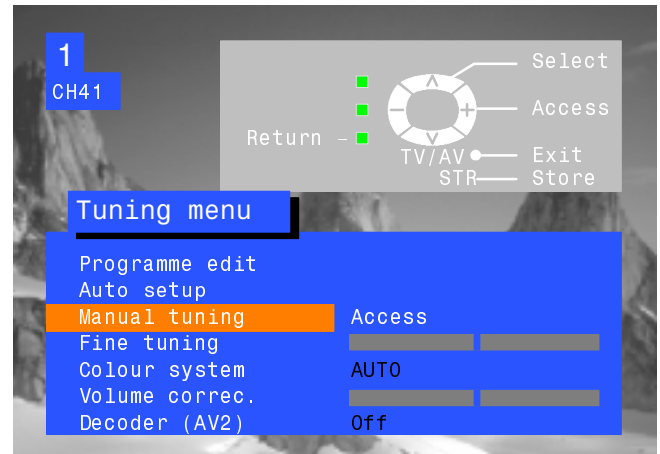 1
CH41
Select
Access
Return –
TV/AV Exit
STR Store
Tuning menu
Programme edit
Auto setup
Manual tuning Access
Fine tuning
Colour system AUTO
Volume correc.
Decoder (AV2) Off